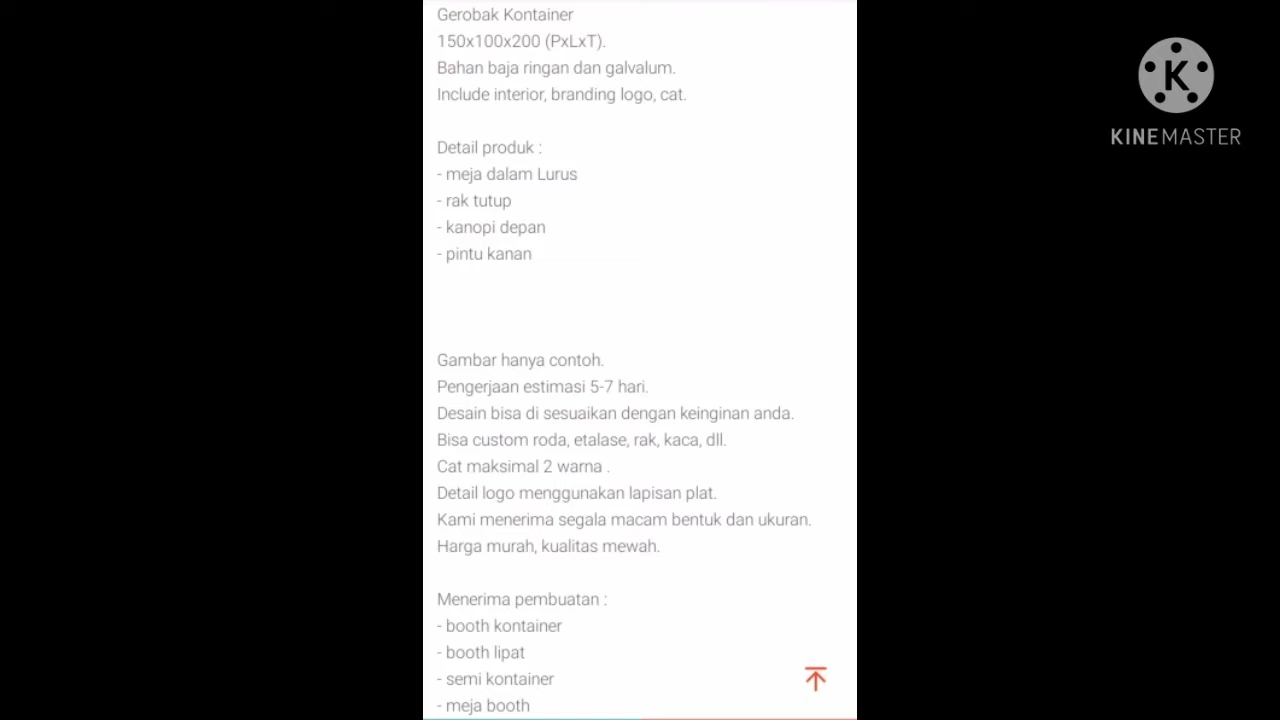 Gerobak Kontainer
150x100x200 (PxLxT).
Bahan baja ringan dan galvalum.
Include interior, branding logo, cat.
Detail produk :
- meja dalam Lurus
- rak tutup
- kanopi depan
- pintu kanan
Gambar hanya contoh.
Pengerjaan estimasi 5-7 hari.
Desain bisa di sesuaikan dengan keinginan anda.
Bisa custom roda, etalase, rak, kaca, dll.
Cat maksimal 2 warna .
Detail logo menggunakan lapisan plat.
Kami menerima segala macam bentuk dan ukuran.
Harga murah, kualitas mewah.
Menerima pembuatan :
- booth kontainer
- booth lipat
- semi kontainer
- meja booth
K
KINEMASTER